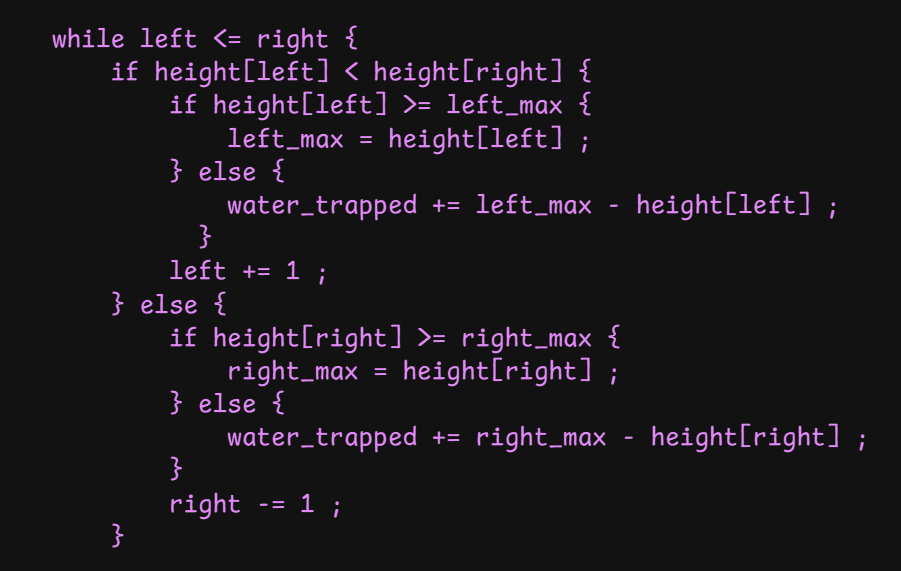 while left <= right {
if height[left] < height[right] {
if height[left] >= left_max {
left_max = height[left] ;
} else {
water_trapped += left_max - height[left] ;
}
left += 1 ;
} else {
if height[right] >= right_max {
right_max = height[right] ;
} else {
water_trapped += right_max - height[right] ;
}
right -= 1 ;
}